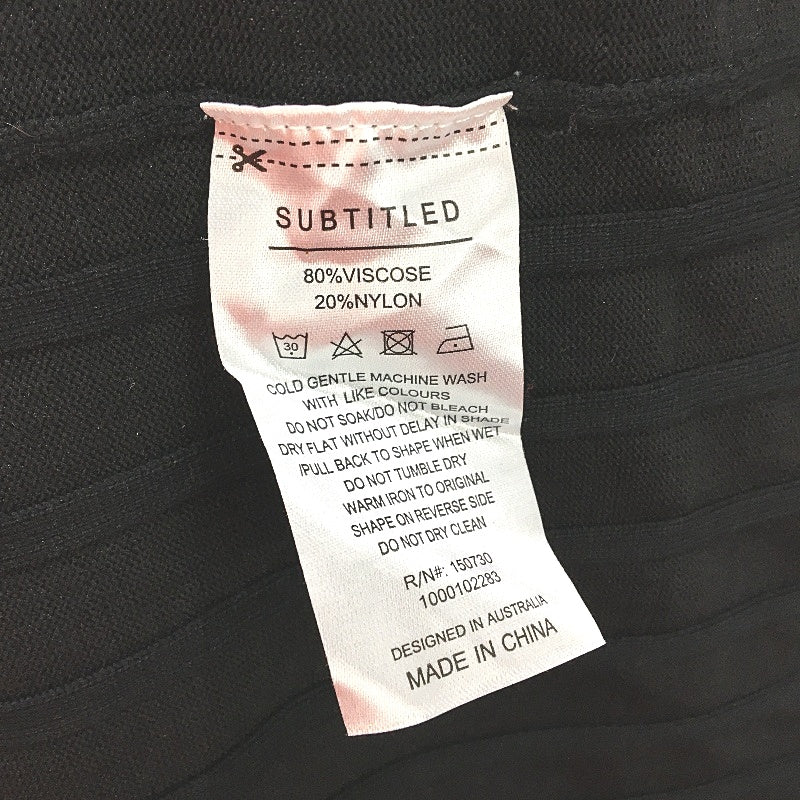 SUBTITLED
80%VISCOSE
20%NYLON
30
COLD GENTLE MACHINE WASH
WITH LIKE COLOURS
DO NOT SOAK/DO NOT BLEACH
DRY FLAT WITHOUT DELAY IN SHADE
/PULL BACK TO SHAPE WHEN WET
DO NOT TUMBLE DRY
WARM IRON TO ORIGINAL
SHAPE ON REVERSE SIDE
DO NOT DRY CLEAN
R/N#: 150730
1000102283
DESIGNED IN AUSTRALIA
MADE IN CHINA